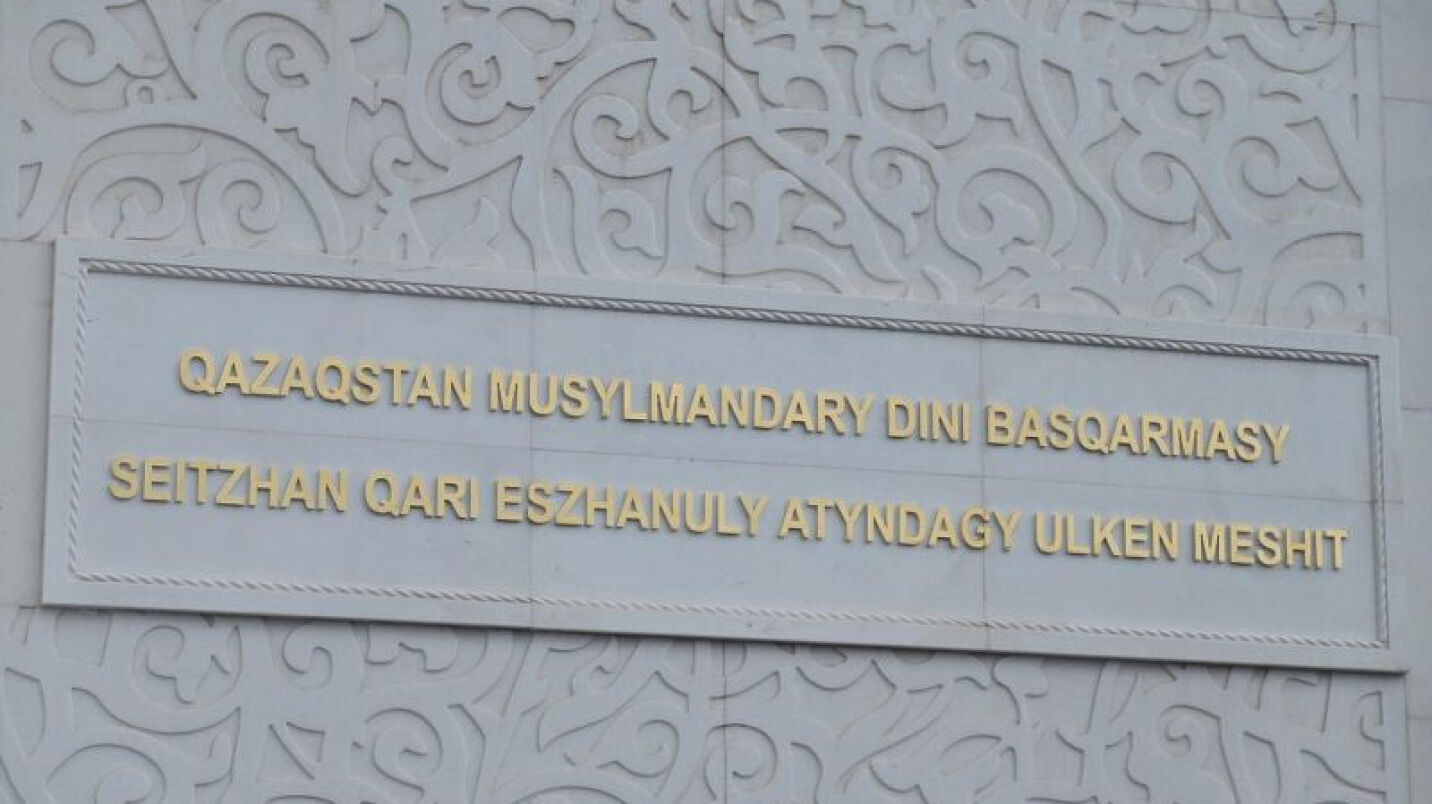 QAZAQSTAN MUSYLMANDARY DINI BASQARMASY
SEITZHAN QARI ESZHANULY ATYNDAGY ULKEN MESHIT